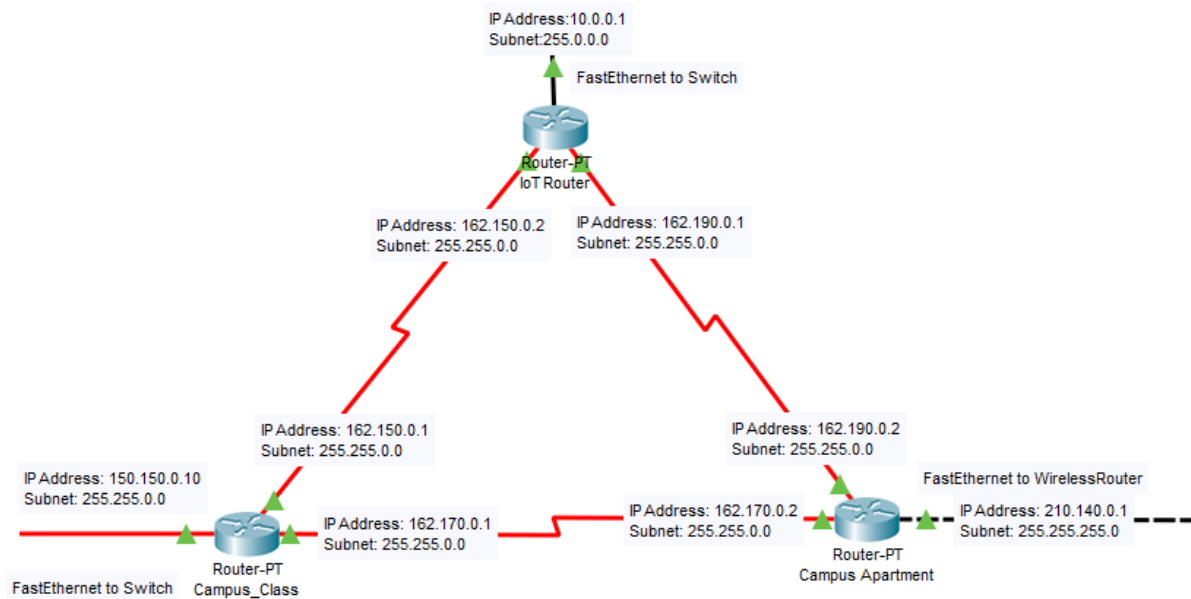 IP Address:10.0.0.1
Subnet:255.0.0.0
FastEthernet to Switch
Router-PT
IoT Router
IP Address: 162.150.0.2
Subnet: 255.255.0.0
IP Address: 162.190.0.1
Subnet: 255.255.0.0
IP Address: 162.150.0.1
Subnet: 255.255.0.0
IP Address: 162.190.0.2
Subnet: 255.255.0.0
IP Address: 150.150.0.10
Subnet: 255.255.0.0
FastEthernet to WirelessRouter
IP Address: 162.170.0.1
Subnet: 255.255.0.0
IP Address: 162.170.0.2
Subnet: 255.255.0.0
IP Address: 210.140.0.1
Subnet: 255.255.255.0
Router-PT
Campus_Class
Router-PT
Campus Apartment
FastEthernet to Switch